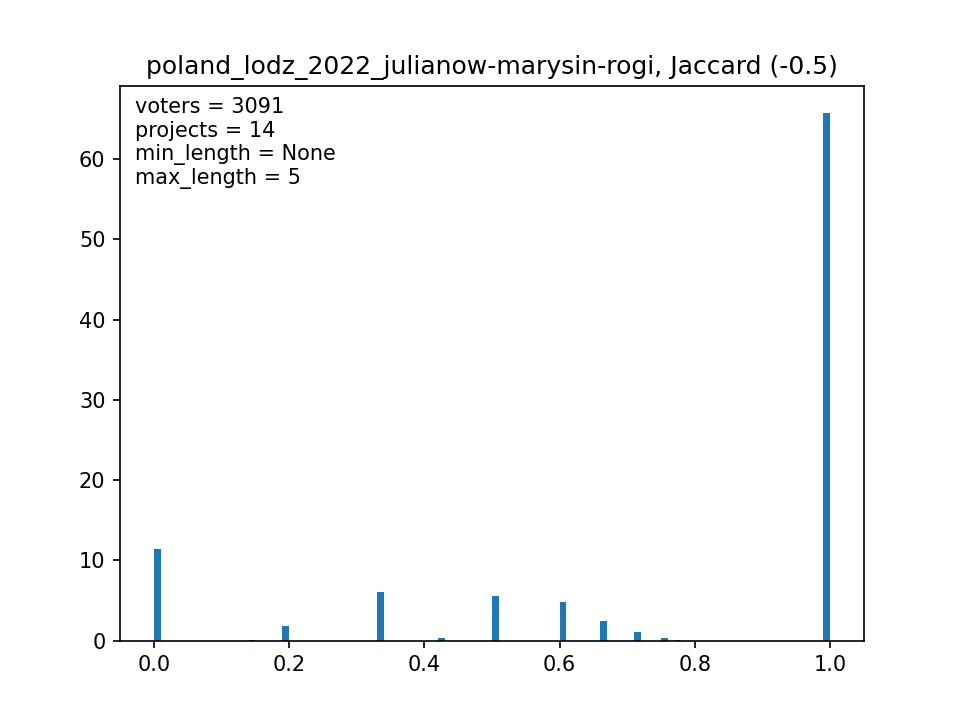 poland_lodz_2022_julianow-marysin-rogi, Jaccard (-0.5)
voters = 3091
projects = 14
min_length = None
max_length = 5
60
50
40
30
20
10
0
0.0 0.2 0.4 0.6 0.8 1.0